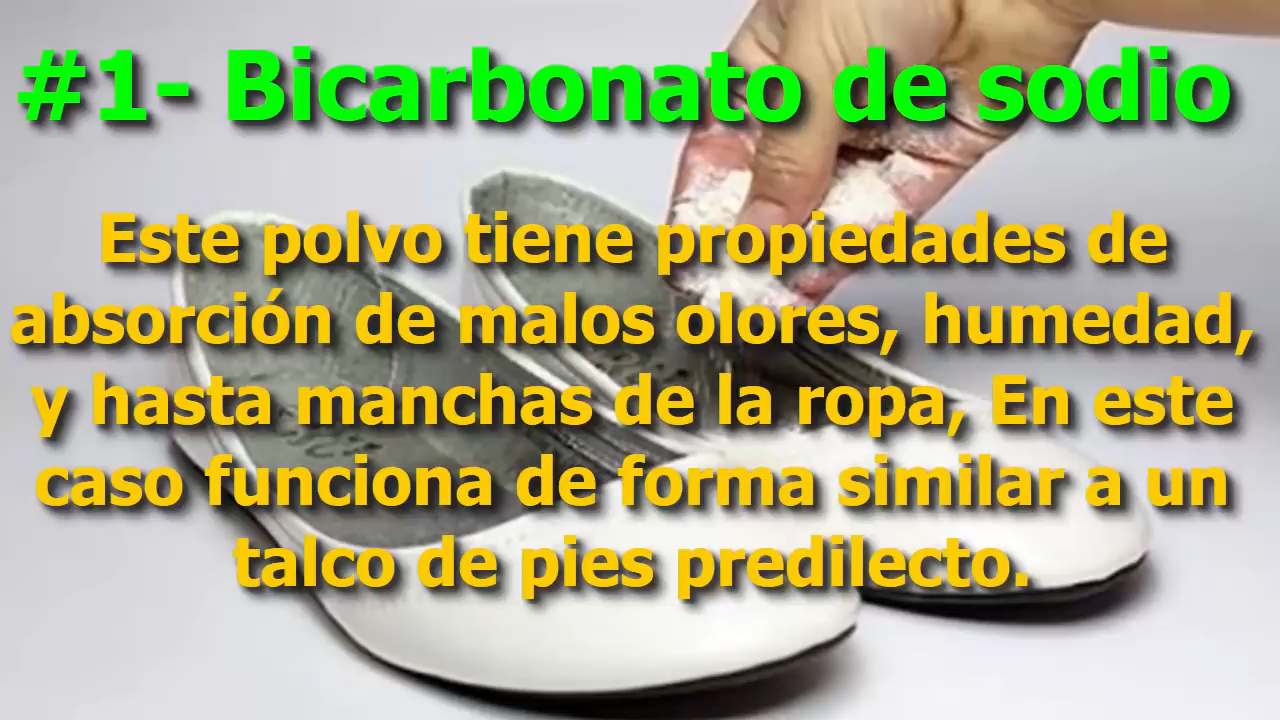 #1- Bicarbonato de sodio
Este polvo tiene propiedades de
absorción de malos olores, humedad,
y hasta manchas de la ropa, En este
caso funciona de forma similar a un
talco de pies predilecto.